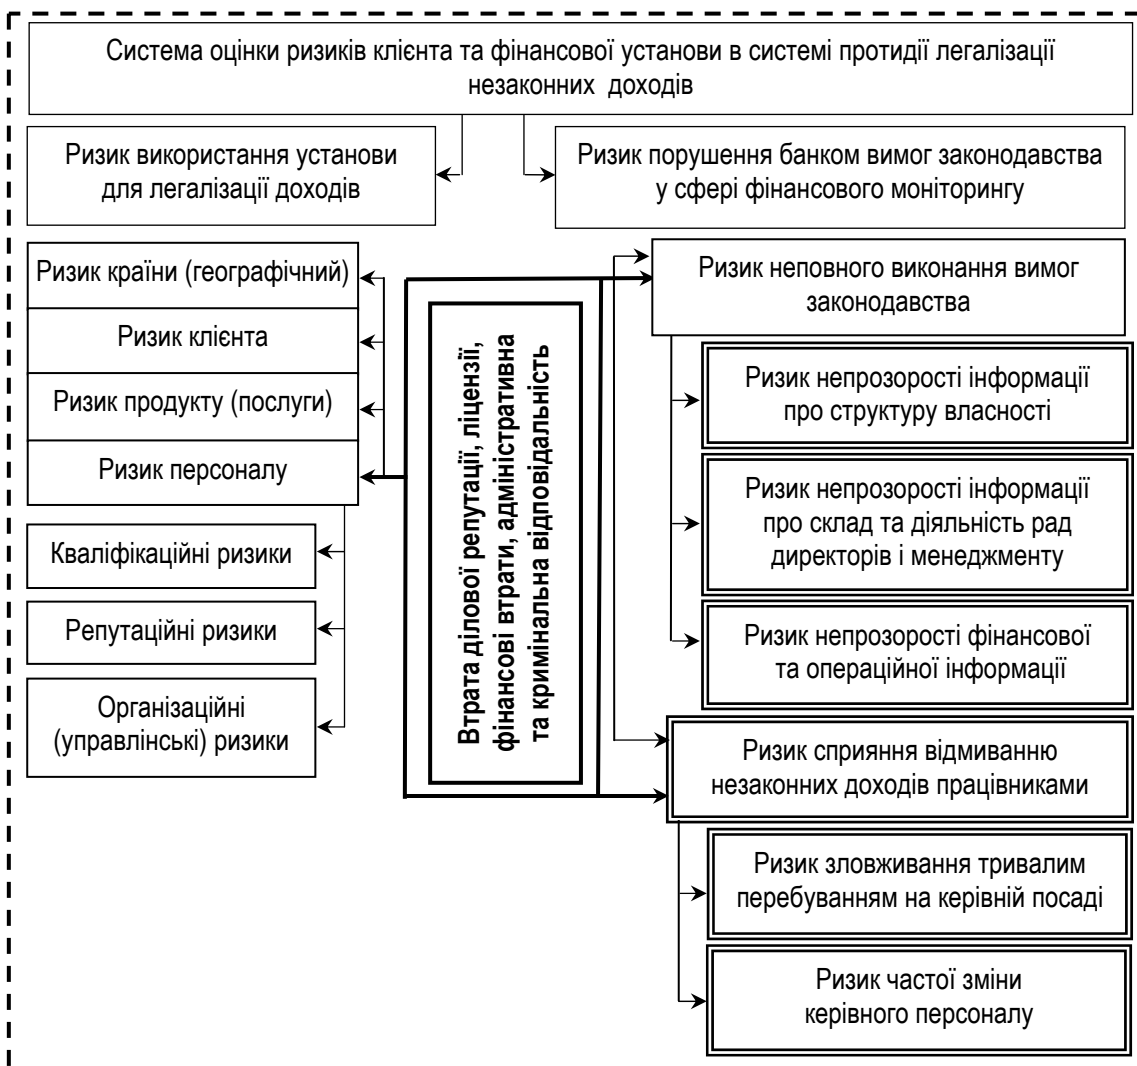 Система оцінки ризиків клієнта та фінансової установи в системі протидії легалізації
незаконних доходів
Ризик використання установи
для легалізації доходів
Ризик порушення банком вимог законодавства
у сфері фінансового моніторингу
Ризик країни (географічний)
Ризик клієнта
Ризик продукту (послуги)
Ризик персоналу
Кваліфікаційні ризики
Репутаційні ризики
Організаційні
(управлінські) ризики
Втрата ділової репутації, ліцензії,
фінансові втрати, адміністративна
та кримінальна відповідальність
Ризик неповного виконання вимог
законодавства
Ризик непрозорості інформації
про структуру власності
Ризик непрозорості інформації
про склад та діяльність рад
директорів і менеджменту
Ризик непрозорості фінансової
та операційної інформації
Ризик сприяння відмиванню
незаконних доходів працівниками
Ризик зловживання тривалим
перебуванням на керівній посаді
Ризик частої зміни
керівного персоналу